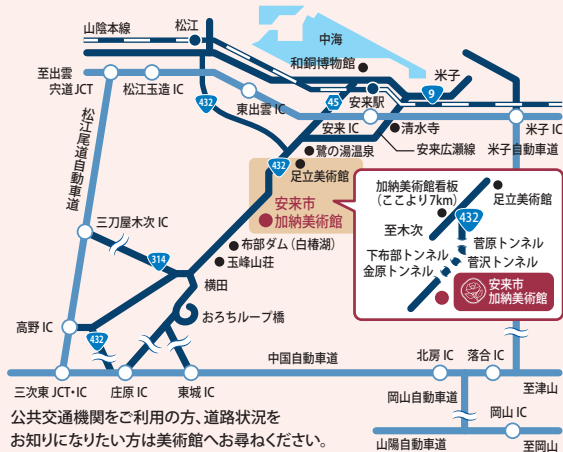 山陰本線
松江
中海
和鋼博物館
米子
至出雲
宍道JCT
松江玉造 IC
432
東出雲 IC
45
安来駅
9
安来 IC
清水寺
安来広瀬線
米子 IC
米子自動車道
松江尾道自動車道
鷺の湯温泉
432
足立美術館
安来市
加納美術館
加納美術館看板
(ここより7km)
足立美術館
至木次
432
菅原トンネル
下布部トンネル
菅沢トンネル
金原トンネル
安来市
加納美術館
三刀屋木次 IC
314
布部ダム(白椿湖)
玉峰山荘
横田
おろちループ橋
高野 IC
432
中国自動車道
北房 IC
落合 IC
三次東 JCT・IC
庄原 IC
東城 IC
岡山自動車道
至津山
岡山 IC
山陽自動車道
至岡山
公共交通機関をご利用の方、道路状況を
お知りになりたい方は美術館へお尋ねください。